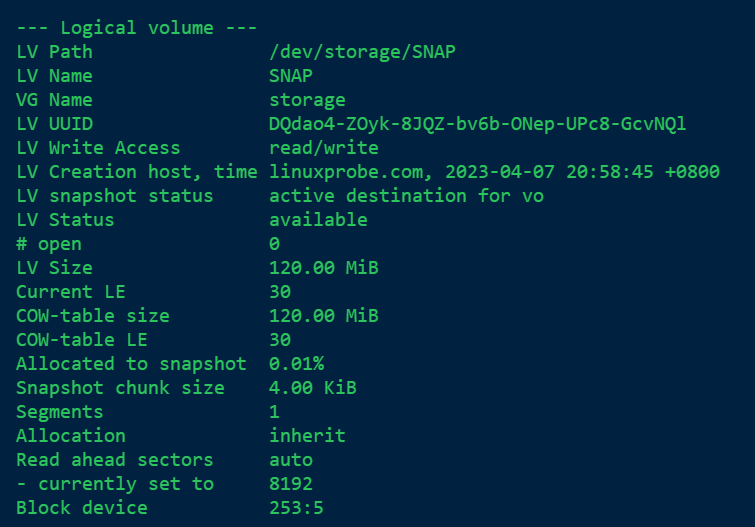 --- Logical volume ---
LV Path                /dev/storage/SNAP
LV Name                SNAP
VG Name                storage
LV UUID                DQdao4-ZOyk-8JQZ-bv6b-ONep-UPc8-GcvNQl
LV Write Access        read/write
LV Creation host, time linuxprobe.com, 2023-04-07 20:58:45 +0800
LV snapshot status     active destination for vo
LV Status              available
# open                 0
LV Size                120.00 MiB
Current LE             30
COW-table size         120.00 MiB
COW-table LE           30
Allocated to snapshot  0.01%
Snapshot chunk size    4.00 KiB
Segments               1
Allocation             inherit
Read ahead sectors     auto
- currently set to     8192
Block device           253:5